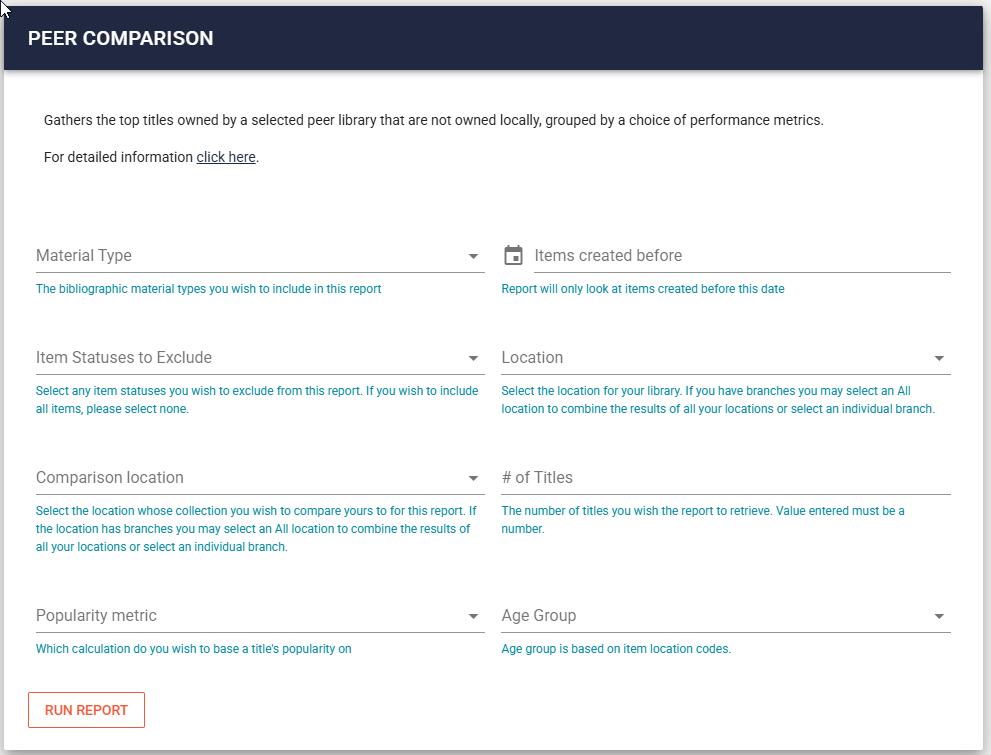 PEER COMPARISON
Gathers the top titles owned by a selected peer library that are not owned locally, grouped by a choice of performance metrics.
For detailed information click here.
Material Type
The bibliographic material types you wish to include in this report
Items created before
Report will only look at items created before this date
Item Statuses to Exclude
Select any item statuses you wish to exclude from this report. If you wish to include
all items, please select none.
Location
Select the location for your library. If you have branches you may select an All
location to combine the results of all your locations or select an individual branch.
Comparison location
Select the location whose collection you wish to compare yours to for this report. If
the location has branches you may select an All location to combine the results of
all your locations or select an individual branch.
# of Titles
The number of titles you wish the report to retrieve. Value entered must be a
number.
Popularity metric
Which calculation do you wish to base a title's popularity on
Age Group
Age group is based on item location codes.
RUN REPORT